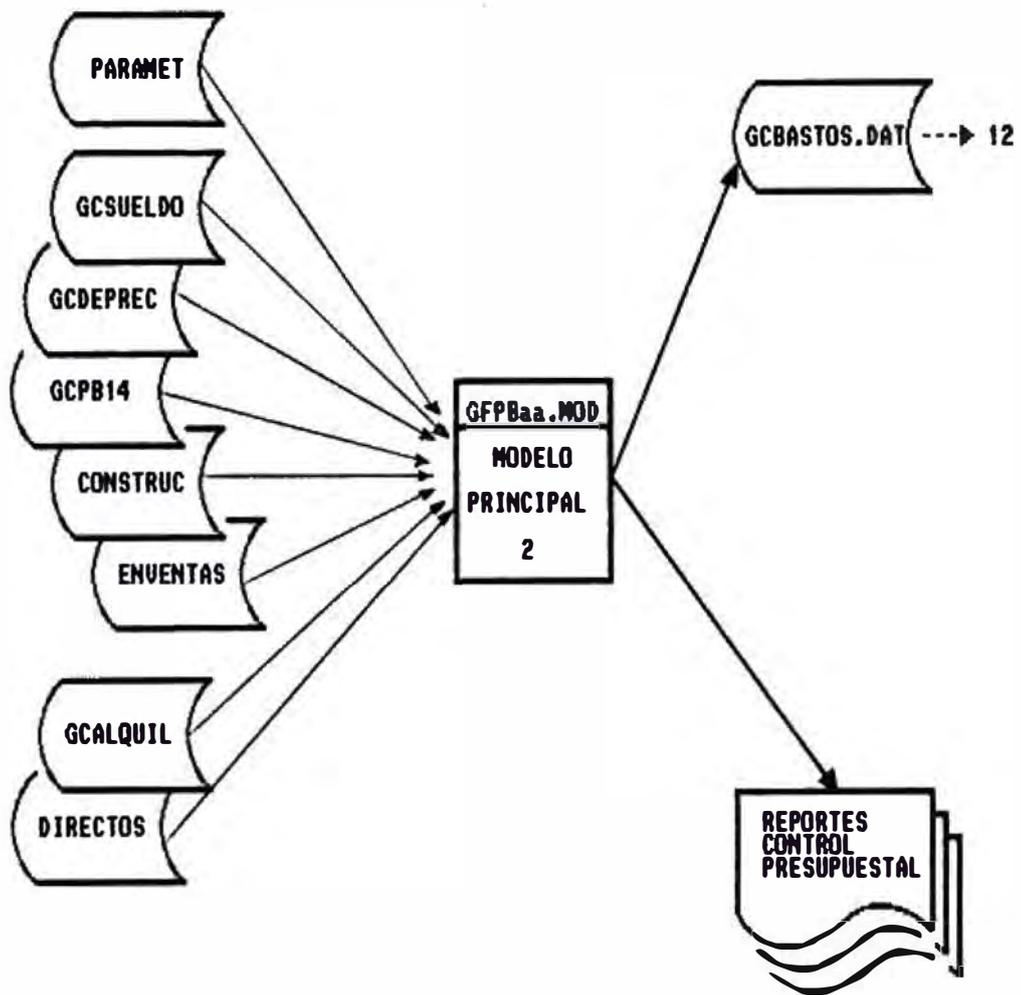 PARAMET
GCSUELDO
GCDEPREC
GCPB14
CONSTRUC
ENVENTAS
GCALQUIL
DIRECTOS
GFPBaa.MOD
MODELO
PRINCIPAL
2
GCBASTOS.DAT
12
REPORTES
CONTROL
PRESUPUESTAL